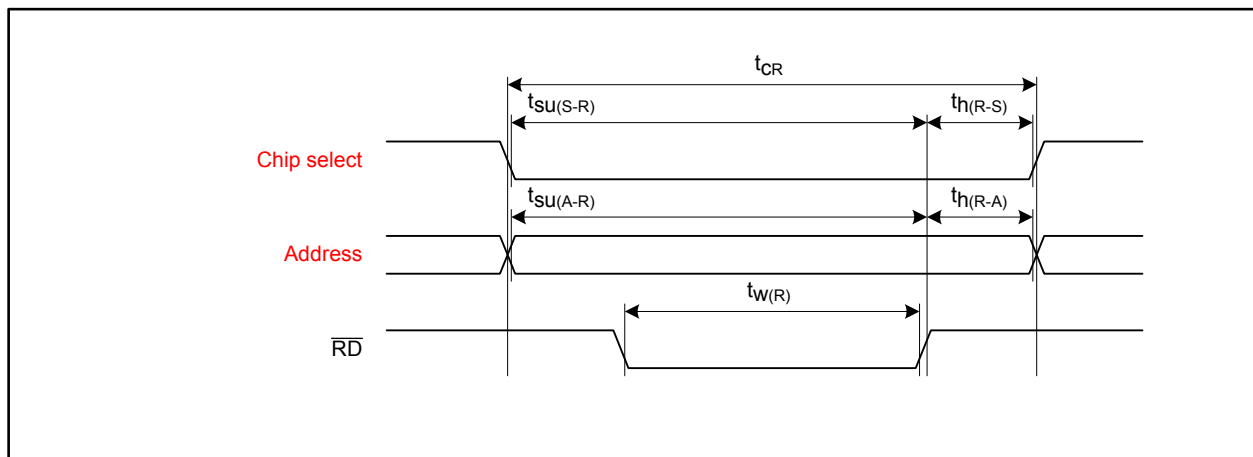 tcR
tsu(S-R) th(R-S)
Chip select
tsu(A-R) th(R-A)
Address
tw(R)
RD